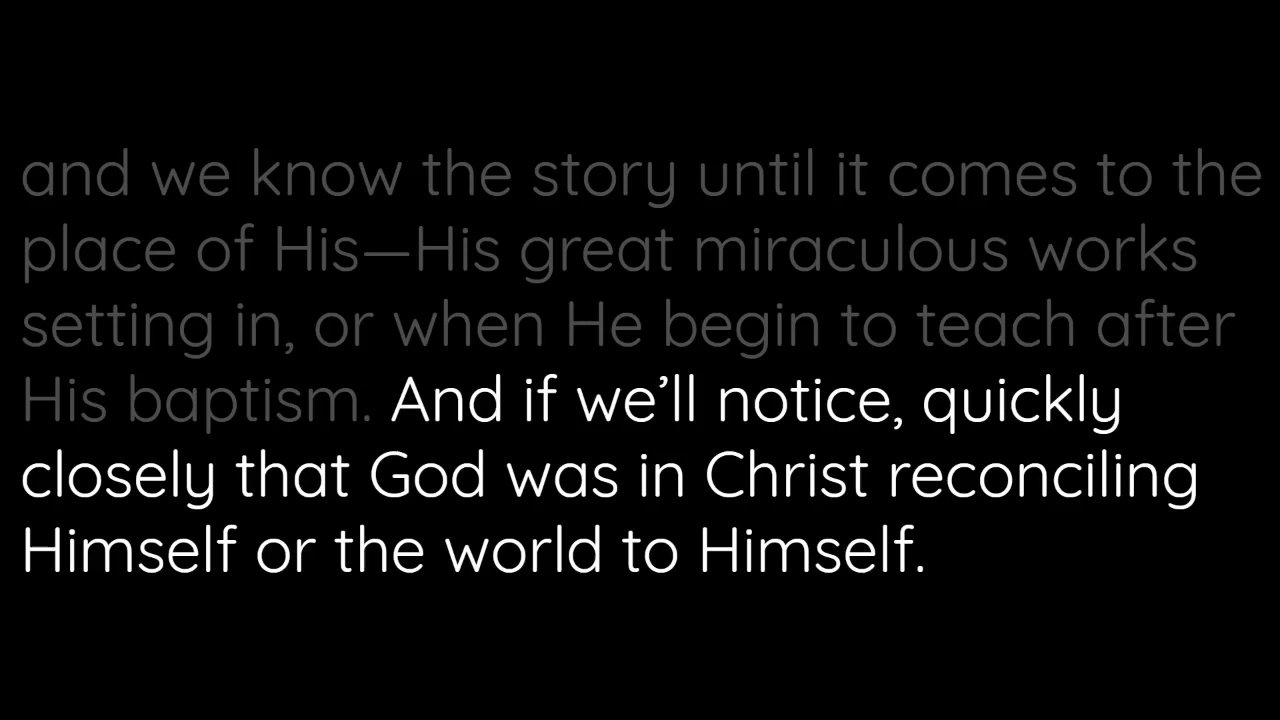 and we know the story until it comes to the
place of His—His great miraculous works
setting in, or when He begin to teach after
His baptism. And if we’ll notice, quickly
closely that God was in Christ reconciling
Himself or the world to Himself.